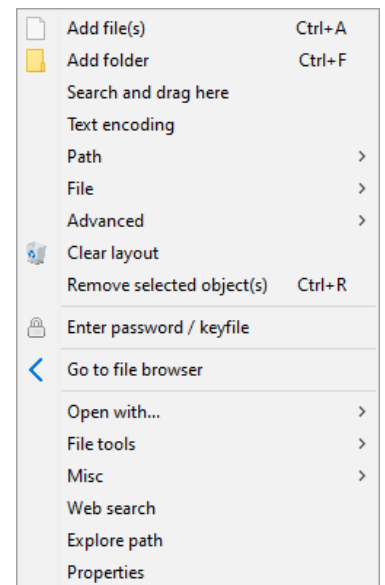 Add file(s) Ctrl+A
Add folder Ctrl+F
Search and drag here
Text encoding
Path
File
Advanced
Clear layout
Remove selected object(s) Ctrl+R
Enter password / keyfile
Go to file browser
Open with...
File tools
Misc
Web search
Explore path
Properties